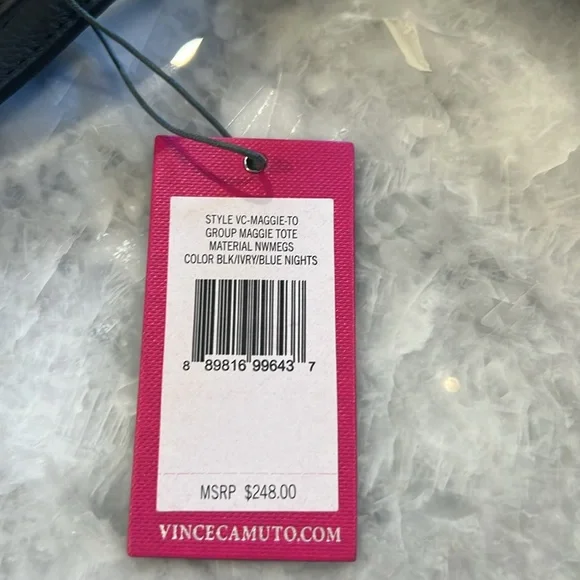 STYLE VC-MAGGIE-TO
GROUP MAGGIE TOTE
MATERIAL NWMEGS
COLOR BLK/IVRY/BLUE NIGHTS
8 89816 99643 7
MSRP $248.00
VINCECAMUTO.COM